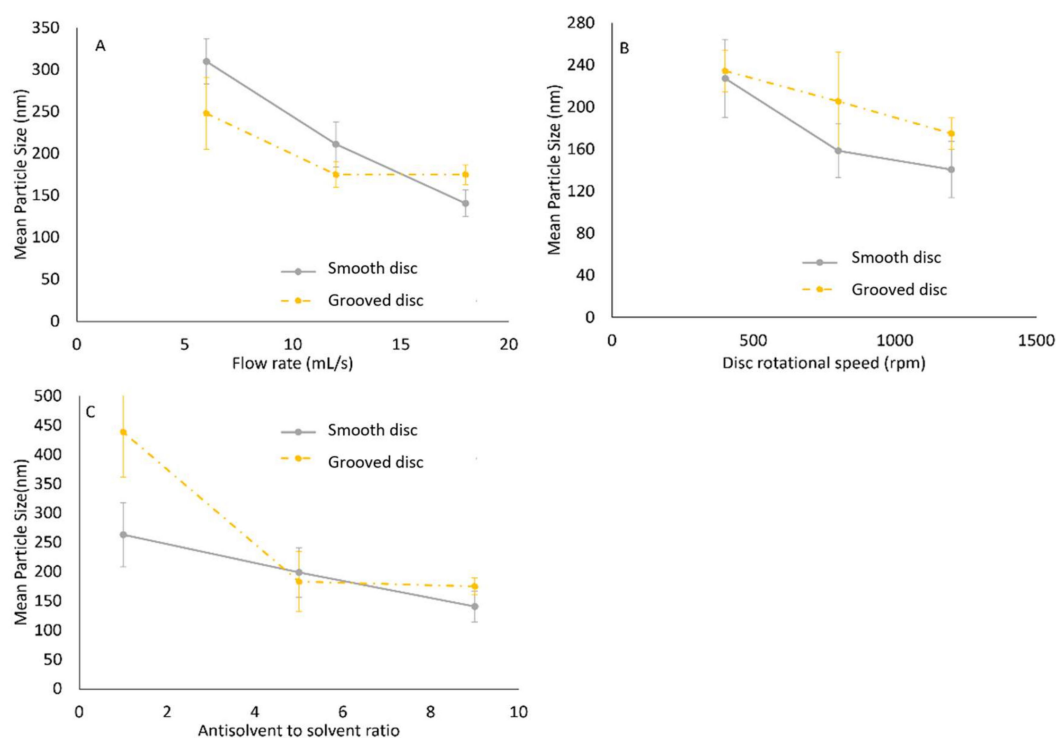 A
Mean Particle Size (nm)
350
300
250
200
150
100
50
0
Smooth disc
Grooved disc
0
5
10
15
20
Flow rate (mL/s)
B
Mean Particle Size (nm)
280
240
200
160
120
80
40
0
Smooth disc
Grooved disc
0
500
1000
1500
Disc rotational speed (rpm)
C
Mean Particle Size(nm)
500
450
400
350
300
250
200
150
100
50
0
Smooth disc
Grooved disc
0
2
4
6
8
10
Antisolvent to solvent ratio